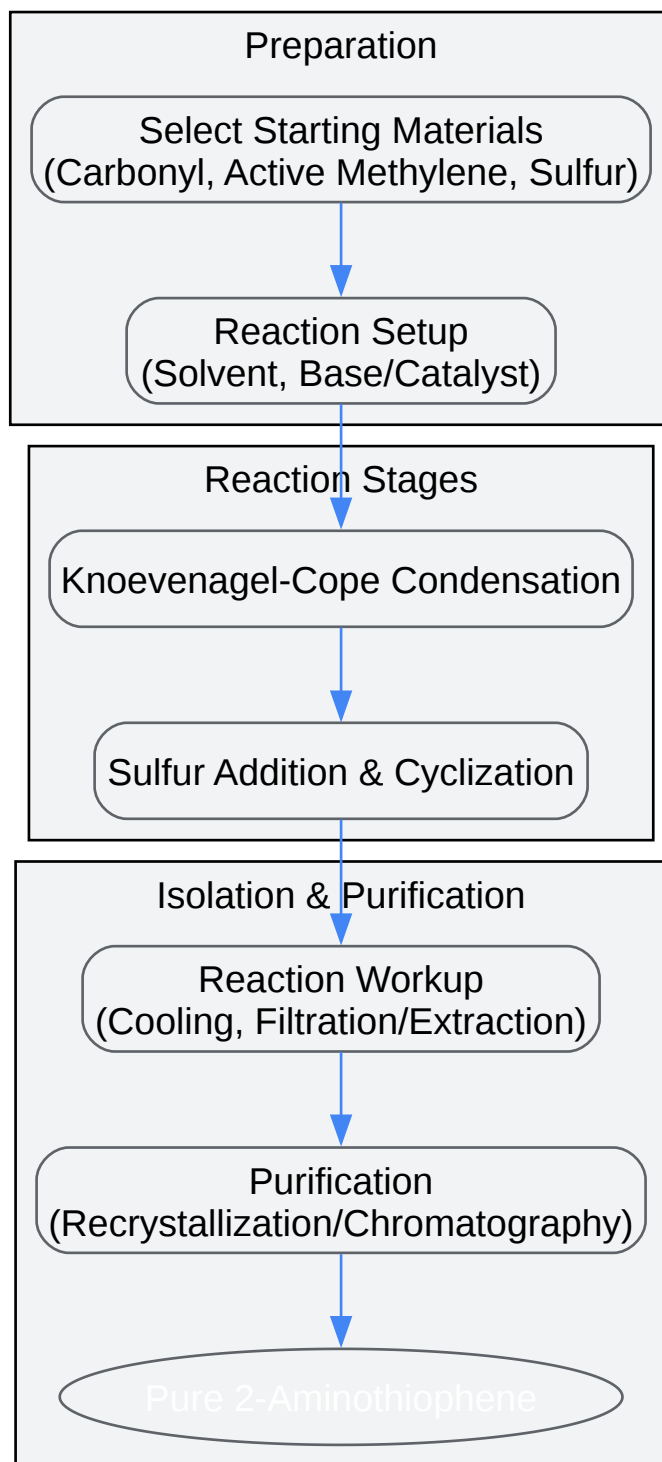 Preparation
Select Starting Materials
(Carbonyl, Active Methylene, Sulfur)
Reaction Setup
(Solvent, Base/Catalyst)
Reaction Stages
Knoevenagel-Cope Condensation
Sulfur Addition & Cyclization
Isolation & Purification
Reaction Workup
(Cooling, Filtration/Extraction)
Purification
(Recrystallization/Chromatography)
Pure 2-Aminothiophene